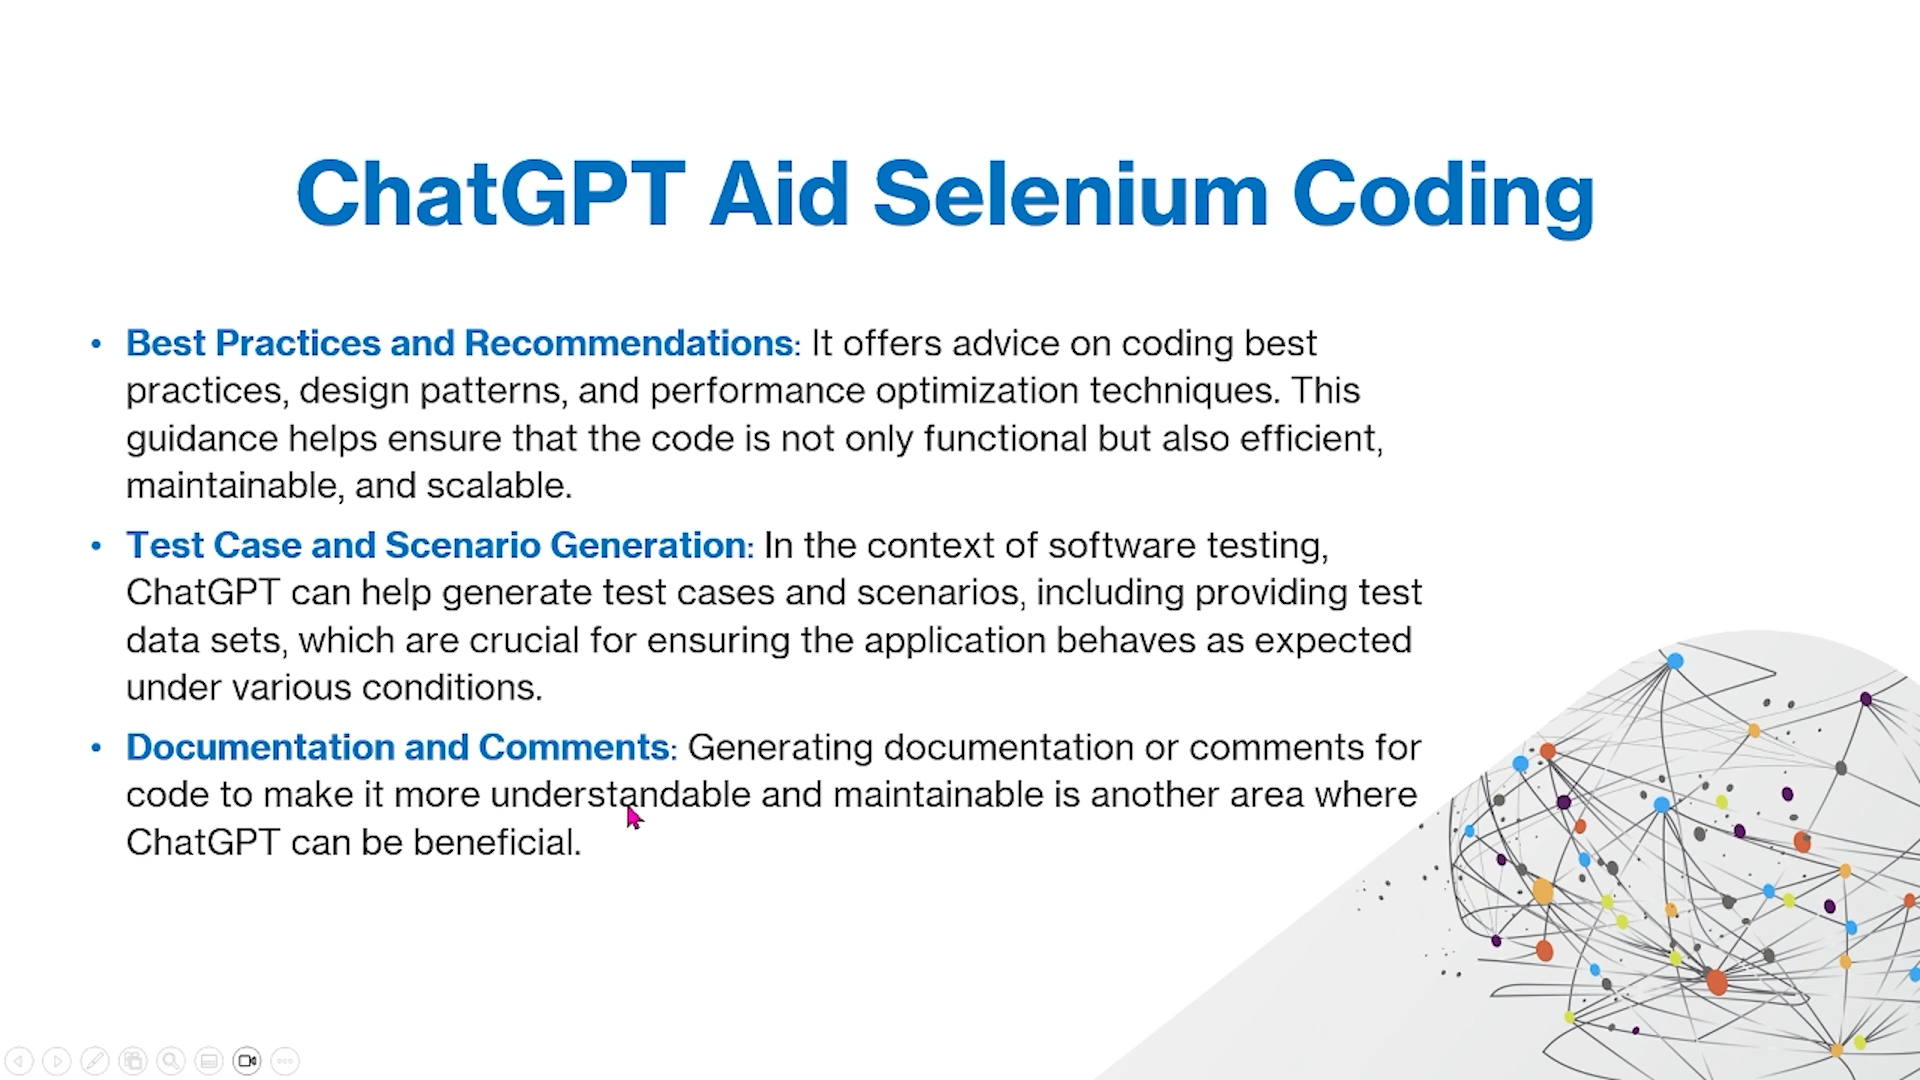 ChatGPT Aid Selenium Coding
• Best Practices and Recommendations: It offers advice on coding best
practices, design patterns, and performance optimization techniques. This
guidance helps ensure that the code is not only functional but also efficient,
maintainable, and scalable.
• Test Case and Scenario Generation: In the context of software testing,
ChatGPT can help generate test cases and scenarios, including providing test
data sets, which are crucial for ensuring the application behaves as expected
under various conditions.
• Documentation and Comments: Generating documentation or comments for
code to make it more understandable and maintainable is another area where
ChatGPT can be beneficial.